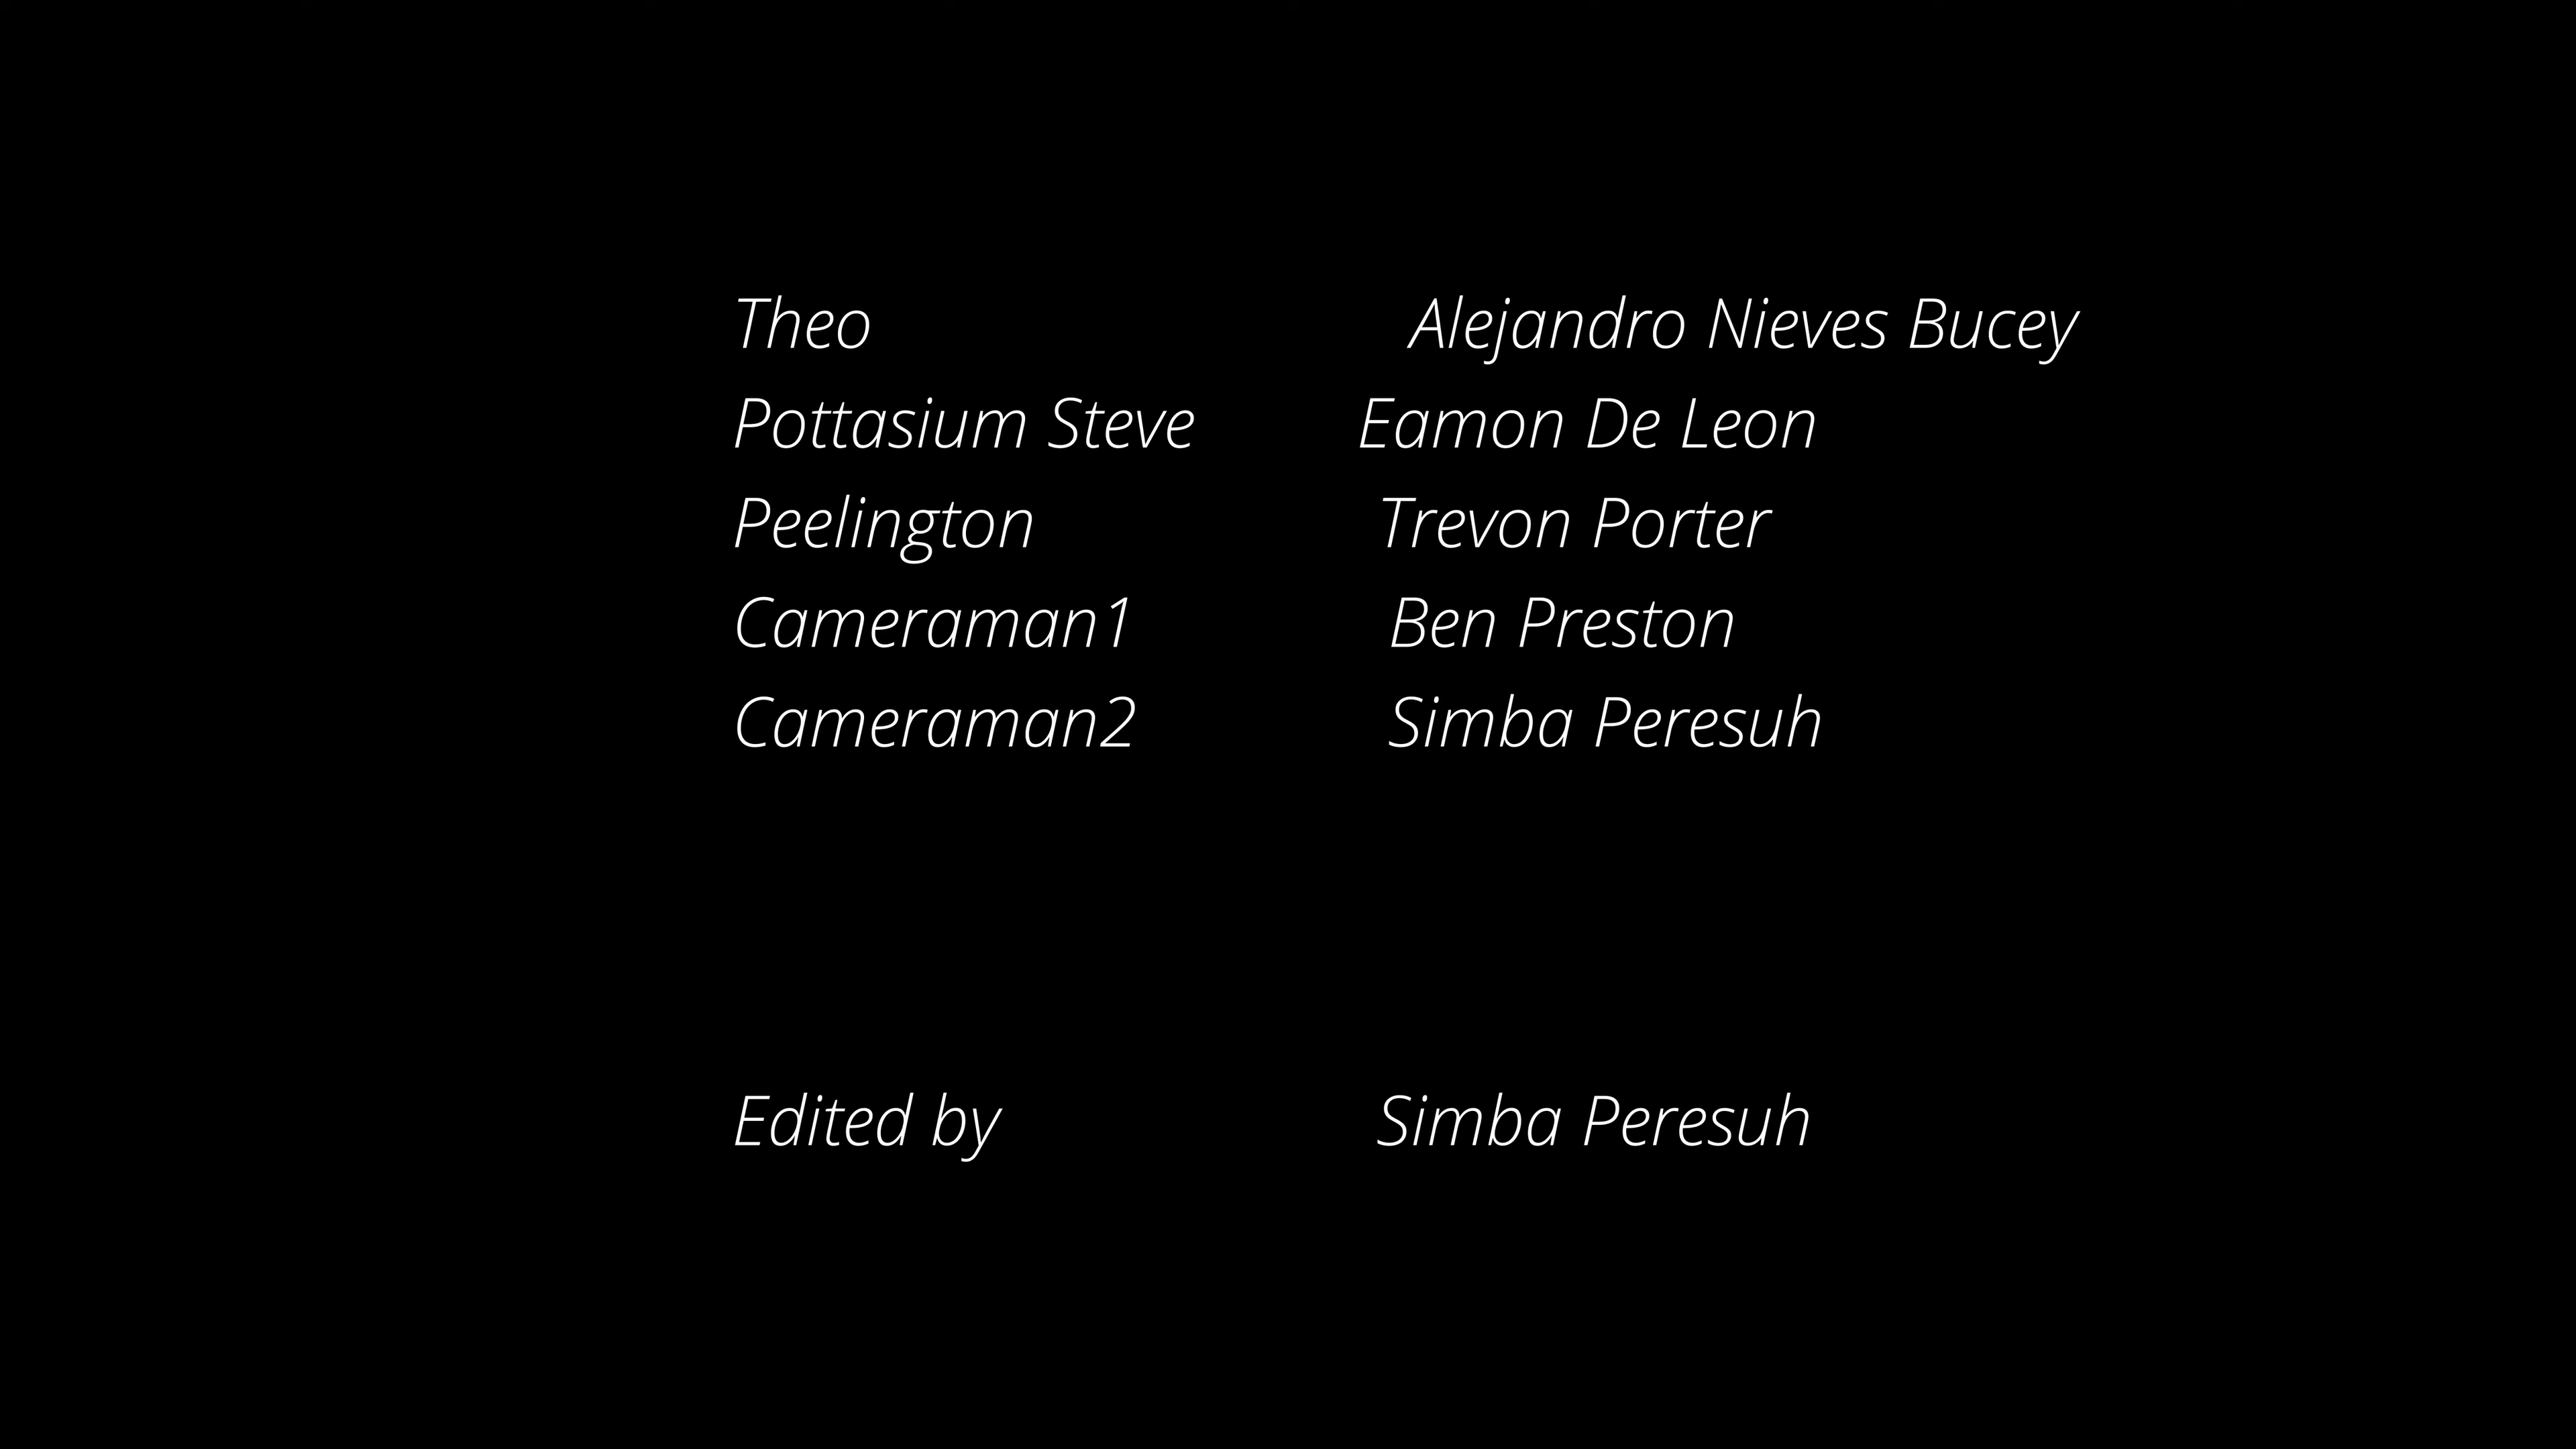 Theo Alejandro Nieves Bucey
Pottasium Steve Eamon De Leon
Peelington Trevon Porter
Cameraman1 Ben Preston
Cameraman2 Simba Peresuh
Edited by Simba Peresuh